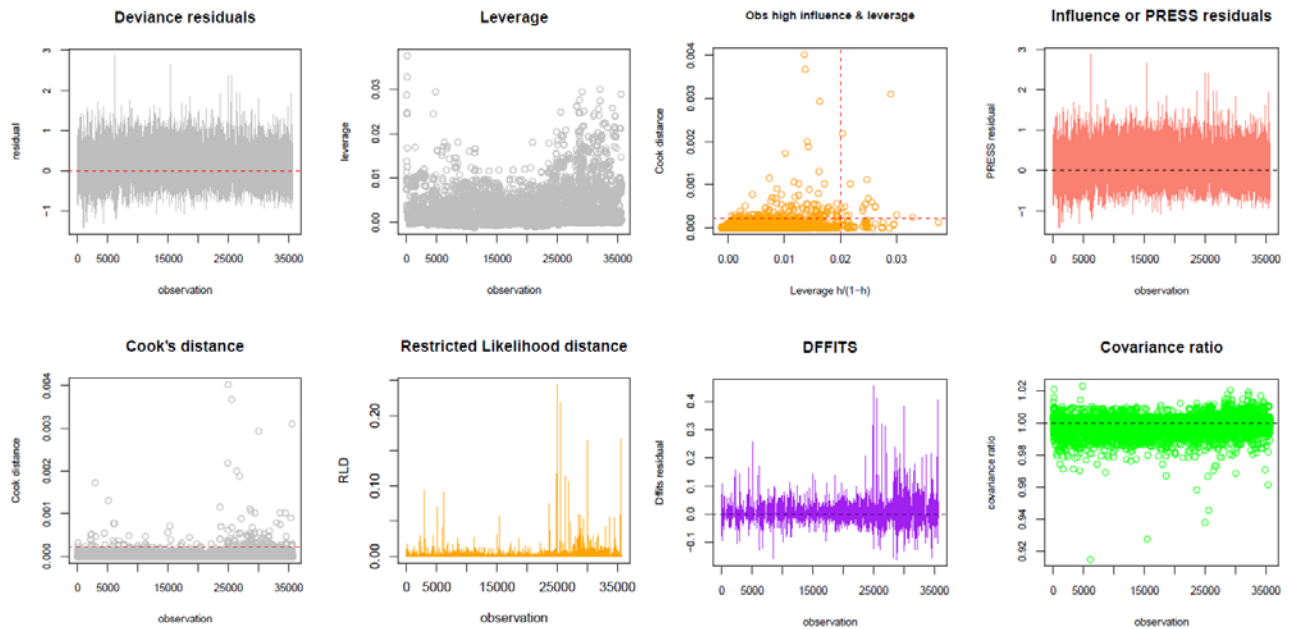 Deviance residuals
residual
3
2
1
0
−1
0 5000 15000 25000 35000
observation
Leverage
leverage
0.03
0.02
0.01
0.00
0 5000 15000 25000 35000
observation
Obs high influence & leverage
Cook distance
0.004
0.003
0.002
0.001
0.000
0.00 0.01 0.02 0.03
Leverage h/(1−h)
Influence or PRESS residuals
PRESS residual
3
2
1
0
−1
0 5000 15000 25000 35000
observation
Cook's distance
Cook distance
0.004
0.003
0.002
0.001
0.000
0 5000 15000 25000 35000
observation
Restricted Likelihood distance
RLD
0.20
0.10
0.00
0 5000 15000 25000 35000
observation
DFFITS
Dffits residual
0.4
0.3
0.2
0.1
0.0
−0.1
0 5000 15000 25000 35000
observation
Covariance ratio
covariance ratio
1.02
1.00
0.98
0.96
0.94
0.92
0 5000 15000 25000 35000
observation